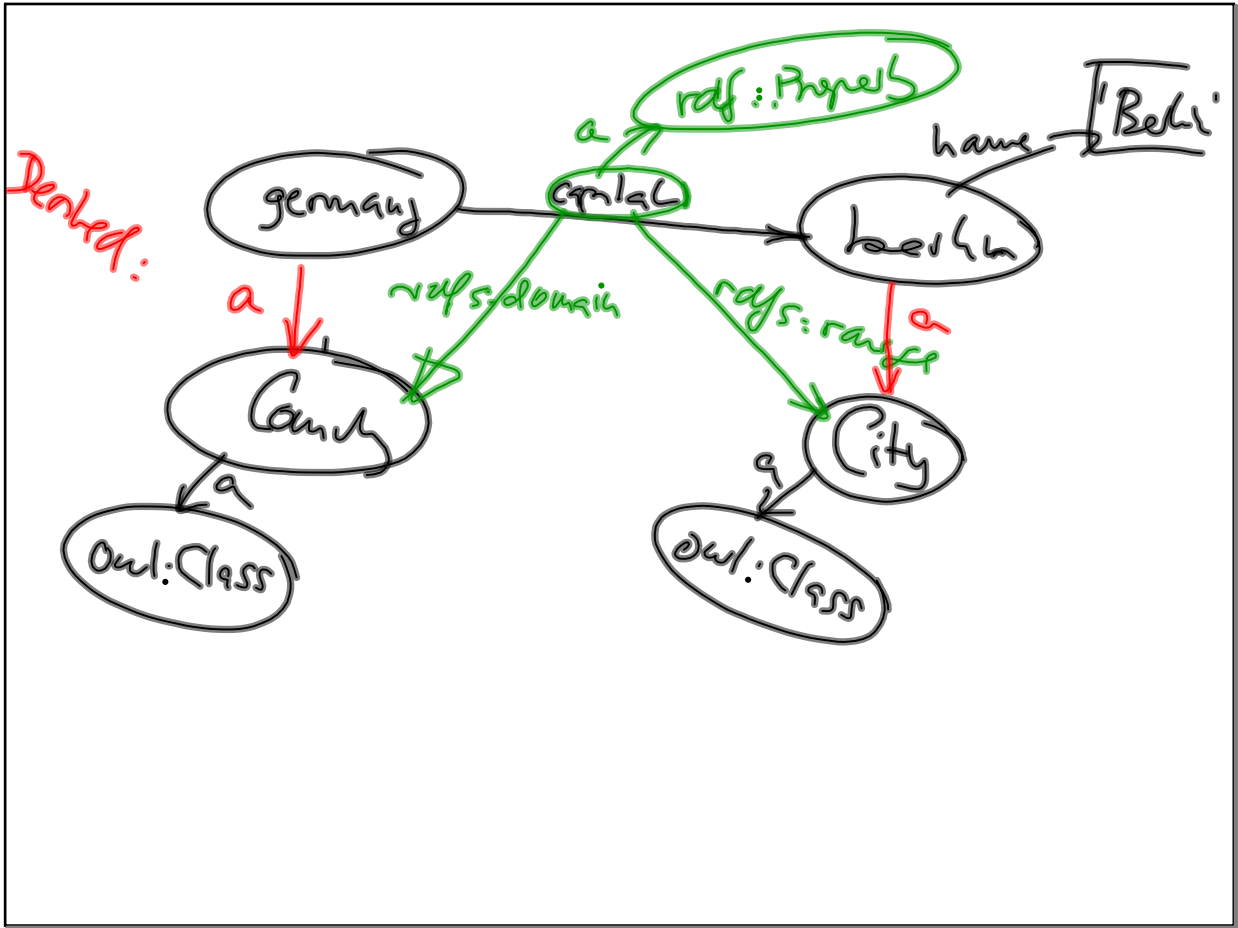 rdf:Property
'Berlin'
a
name
Derived:
germany
capital
berlin
a
rdfs:domain
rdfs:range
a
Country
City
a
a
owl:Class
owl:Class